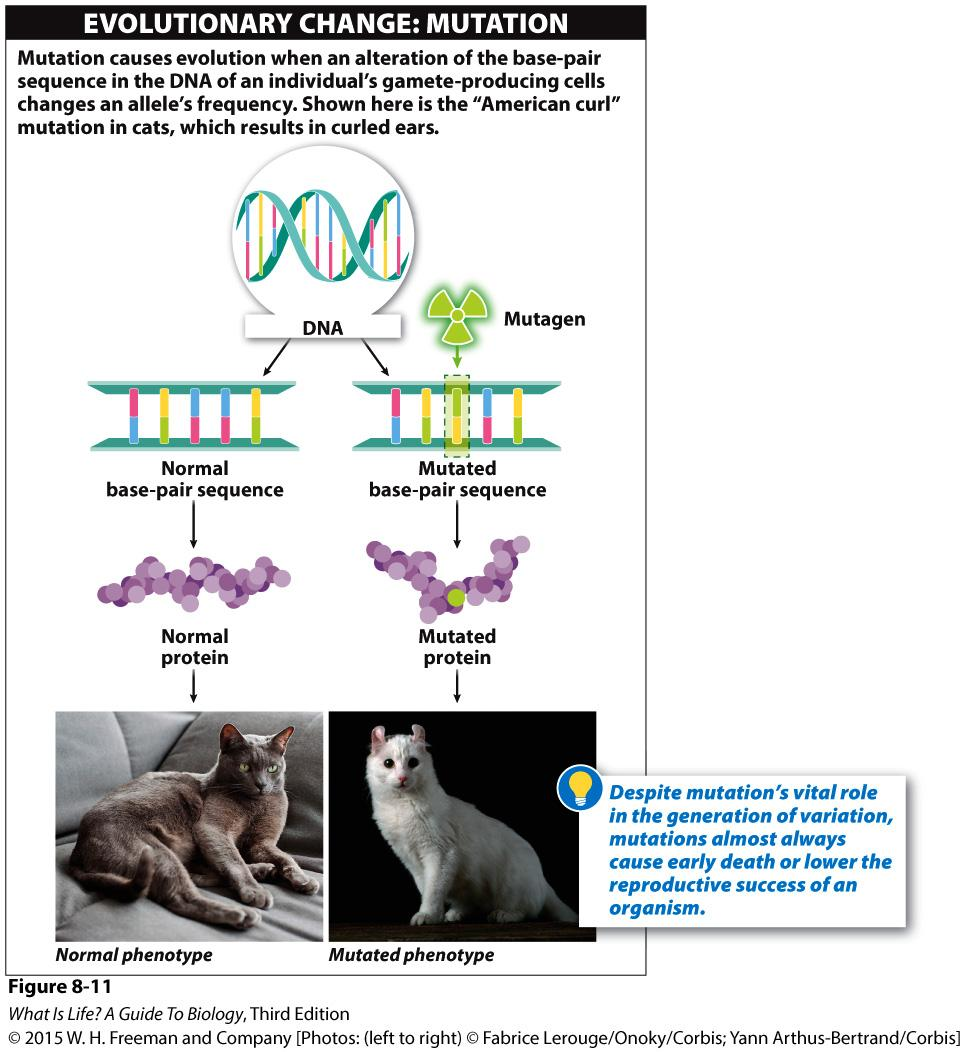 EVOLUTIONARY CHANGE: MUTATION
Mutation causes evolution when an alteration of the base-pair
sequence in the DNA of an individual’s gamete-producing cells
changes an allele’s frequency. Shown here is the “American curl”
mutation in cats, which results in curled ears.
DNA
Mutagen
Normal
base-pair sequence
Mutated
base-pair sequence
Normal
protein
Mutated
protein
Despite mutation’s vital role
in the generation of variation,
mutations almost always
cause early death or lower the
reproductive success of an
organism.
Normal phenotype
Mutated phenotype
Figure 8-11
What Is Life? A Guide To Biology, Third Edition
© 2015 W. H. Freeman and Company [Photos: (left to right) © Fabrice Lerouge/Onoky/Corbis; Yann Arthus-Bertrand/Corbis]